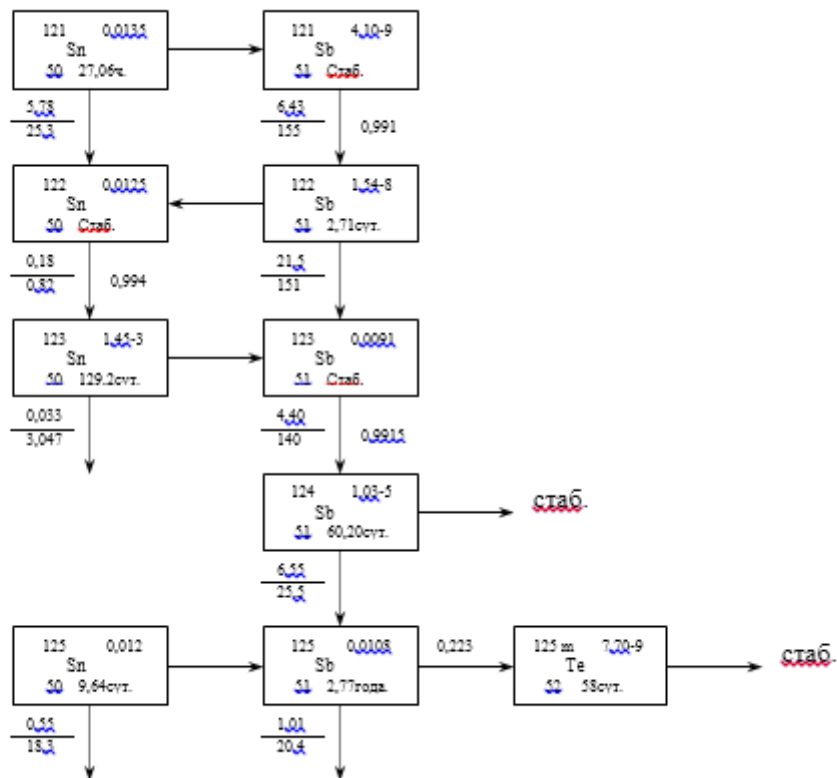 121 0,0135
Sn
50 27,06ч.
121 4,10-9
Sb
51 Стаб.
5,78
25,3
6,43
155
0,991
122 0,0125
Sn
50 Стаб.
122 1,54-8
Sb
51 2,71сут.
0,18
0,82
0,994
21,5
151
123 1,45-3
Sn
50 129.2сут.
123 0,0091
Sb
51 Стаб.
0,033
3,047
4,40
140
0,9915
124 1,03-5
Sb
51 60,20сут.
стаб.
6,55
25,5
125 0,012
Sn
50 9,64сут.
125 0,0108
Sb
51 2,77года.
0,223
125 m 7,70-9
Te
52 58сут.
стаб.
0,55
18,3
1,01
20,4